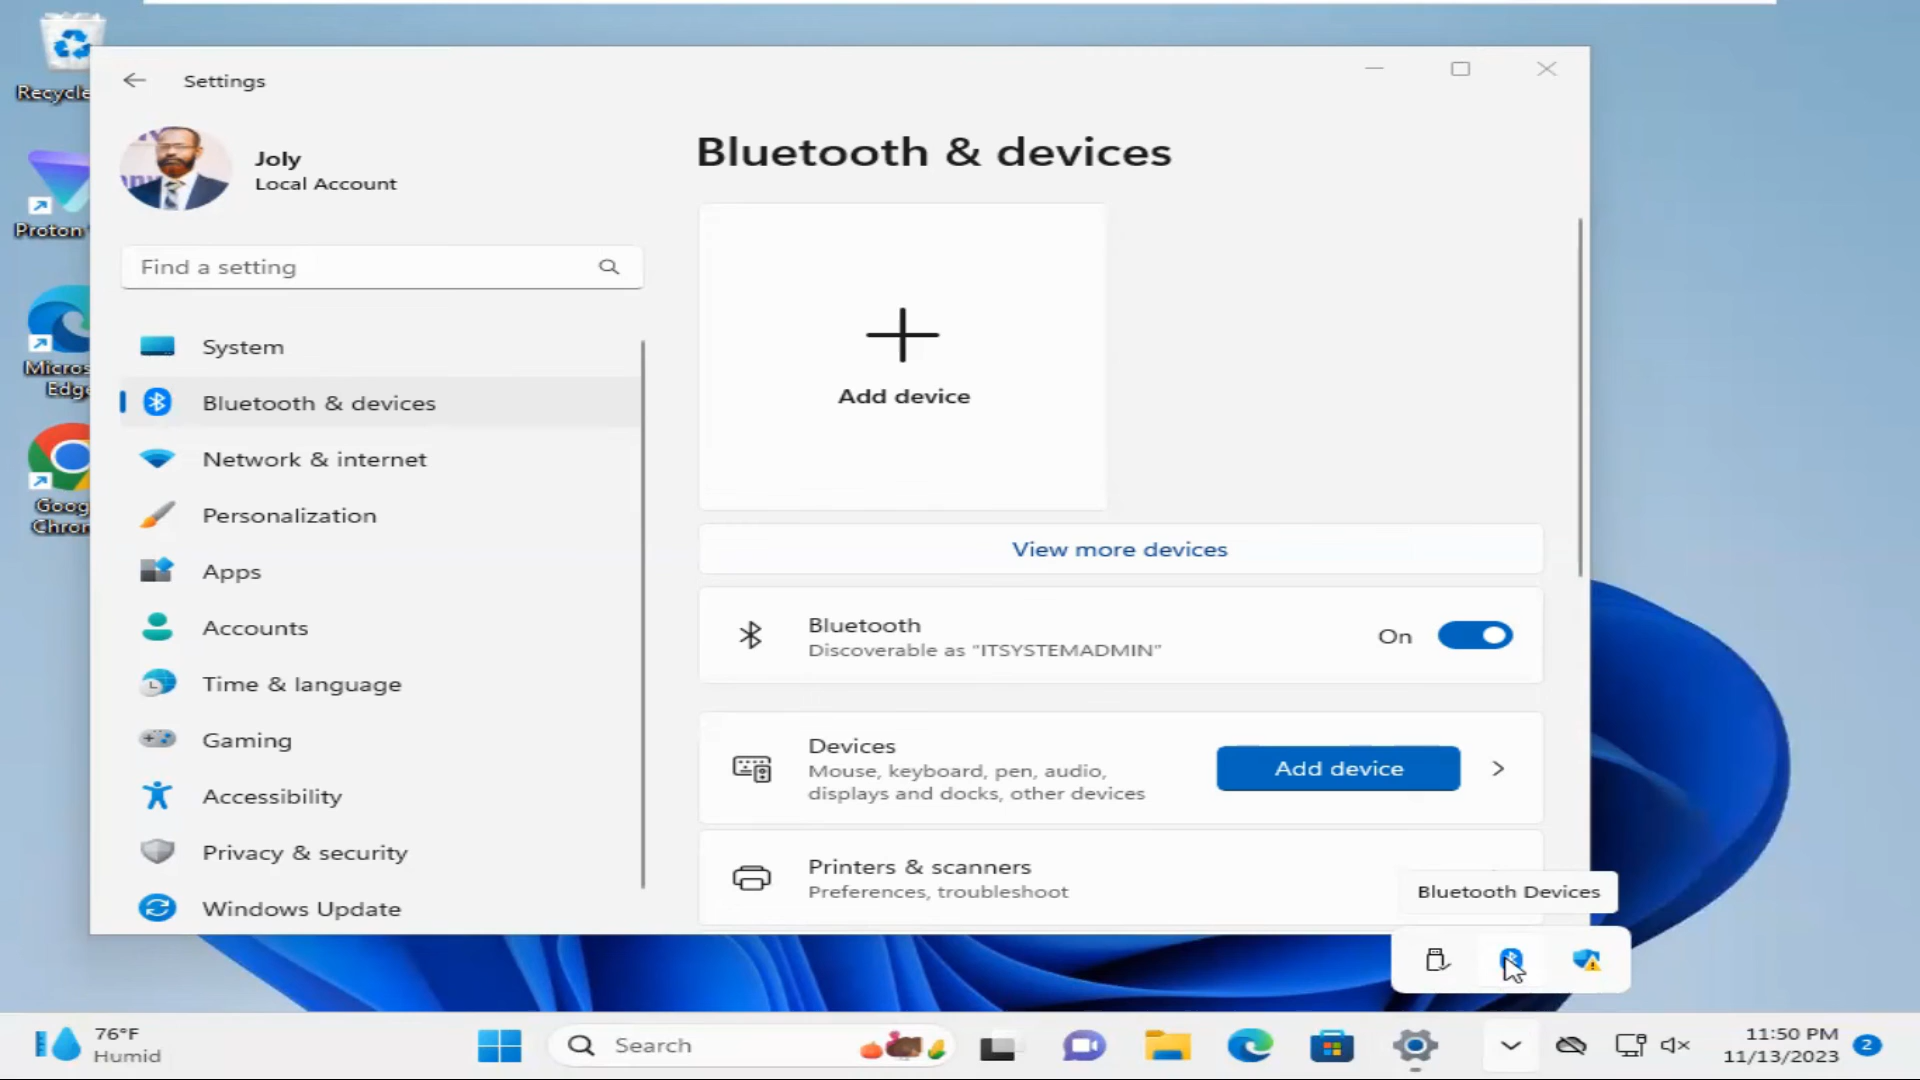 Recycle
Proton
Micros
Edg
Goog
Chron
Settings
Joly
Local Account
Find a setting
System
Bluetooth & devices
Network & internet
Personalization
Apps
Accounts
Time & language
Gaming
Accessibility
Privacy & security
Windows Update
Bluetooth & devices
Add device
View more devices
Bluetooth
Discoverable as "ITSYSTEMADMIN"
On
Devices
Mouse, keyboard, pen, audio,
displays and docks, other devices
Add device
Printers & scanners
Preferences, troubleshoot
Bluetooth Devices
76°F
Humid
Search
11:50 PM
11/13/2023
2